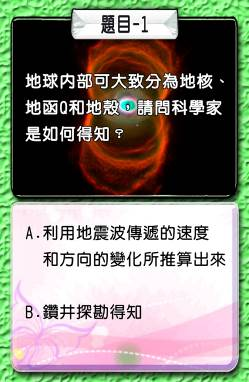 題目-1
地球內部可大致分為地核、
地函Q和地殼。請問科學家
是如何得知？
A.利用地震波傳遞的速度
和方向的變化所推算出來
B.鑽井探勘得知